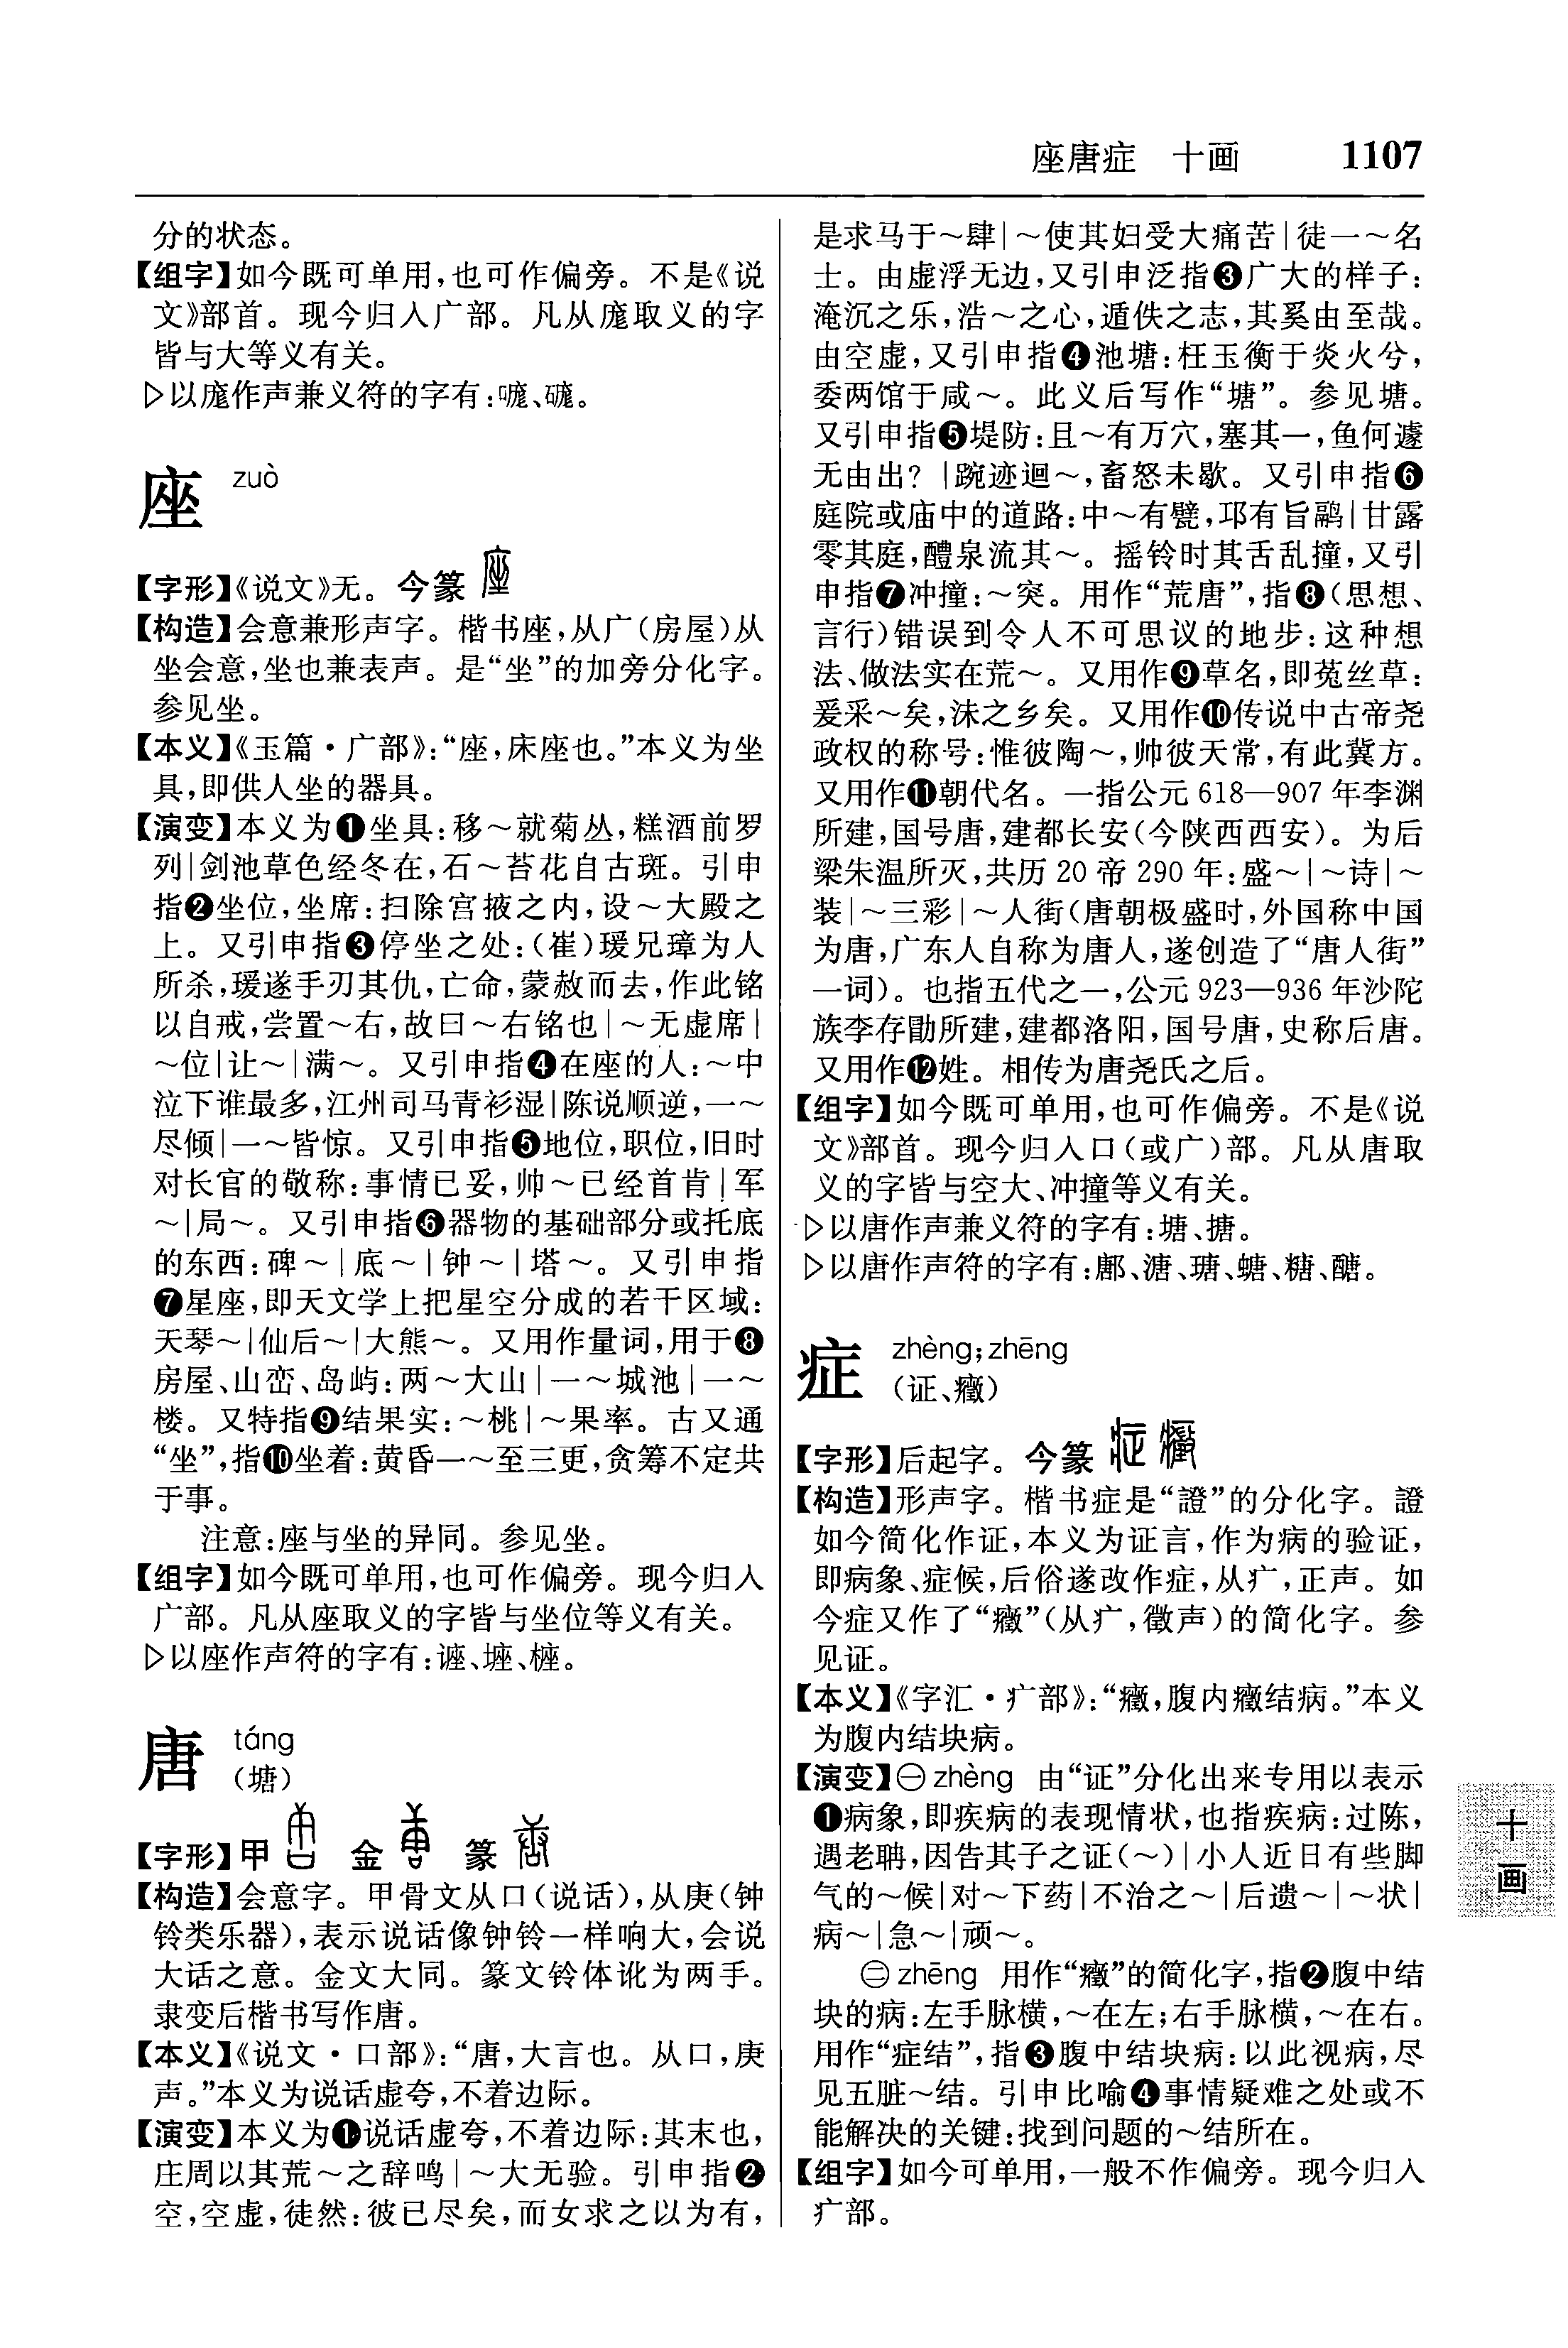 座唐症　十画　1107
分的状态。
【组字】如今既可单用,也可作偏旁。不是《说
文》部首。现今归入广部。凡从庬取义的字
皆与大等义有关。
▷以庬作声兼义符的字有:
座 zuò
【字形】《说文》无。今篆
【构造】会意兼形声字。楷书座,从广(房屋)从
坐会意,坐也兼表声。是“坐”的加旁分化字。
参见坐。
【本义】《玉篇·广部》:“座,床座也。”本义为坐
具,即供人坐的器具。
【演变】本义为❶坐具:移～就菊丛,糕酒前罗
列|剑池草色经冬在,石～苔花自古斑。引申
指❷坐位,坐席:扫除宫掖之内,设～大殿之
上。又引申指❸停坐之处:(崔)瑗兄璋为人
所杀,瑗遂手刃其仇,亡命,蒙赦而去,作此铭
以自戒,尝置～右,故曰～右铭也|～无虚席|
～位|让～|满～。又引申指❹在座的人:～中
泣下谁最多,江州司马青衫湿|陈说顺逆,一～
尽倾|一～皆惊。又引申指❺地位,职位,旧时
对长官的敬称:事情已妥,帅～已经首肯|军
～|局～。又引申指❻器物的基础部分或托底
的东西:碑～|底～|钟～|塔～。又引申指
❼星座,即天文学上把星空分成的若干区域:
天琴～|仙后～|大熊～。又用作量词,用于❽
房屋、山峦、岛屿:两～大山|一～城池|一～
楼。又特指❾结果实:～桃|～果率。古又通
“坐”,指❿坐着:黄昏一～至三更,贪筹不定共
于事。
注意:座与坐的异同。参见坐。
【组字】如今既可单用,也可作偏旁。现今归入
广部。凡从座取义的字皆与坐位等义有关。
▷以座作声符的字有:
唐 táng
(塘)
【字形】甲 金 篆
【构造】会意字。甲骨文从口(说话),从庚(钟
铃类乐器),表示说话像钟铃一样响大,会说
大话之意。金文大同。篆文铃体讹为两手。
隶变后楷书写作唐。
【本义】《说文·口部》:“唐,大言也。从口,庚
声。”本义为说话虚夸,不着边际。
【演变】本义为❶说话虚夸,不着边际:其末也,
庄周以其荒～之辞鸣|～大无验。引申指❷
空,空虚,徒然:彼已尽矣,而女求之以为有,
是求马于～肆|～使其妇受大痛苦|徒一～名
士。由虚浮无边,又引申泛指❸广大的样子:
淹沉之乐,浩～之心,遁佚之志,其奚由至哉。
由空虚,又引申指❹池塘:枉玉衡于炎火兮,
委两馆于咸～。此义后写作“塘”。参见塘。
又引申指❺堤防:且～有万穴,塞其一,鱼何遽
无由出?|踠迹迴～,畜怒未歇。又引申指❻
庭院或庙中的道路:中～有甓,邛有旨鹝|甘露
零其庭,醴泉流其～。摇铃时其舌乱撞,又引
申指❼冲撞:～突。用作“荒唐”,指❽(思想、
言行)错误到令人不可思议的地步:这种想
法、做法实在荒～。又用作❾草名,即菟丝草:
爰采～矣,沬之乡矣。又用作❿传说中古帝尧
政权的称号:惟彼陶～,帅彼天常,有此冀方。
又用作⓫朝代名。一指公元618—907年李渊
所建,国号唐,建都长安(今陕西西安)。为后
梁朱温所灭,共历20帝290年:盛～|～诗|～
装|～三彩|～人街(唐朝极盛时,外国称中国
为唐,广东人自称为唐人,遂创造了“唐人街”
一词)。也指五代之一,公元923—936年沙陀
族李存勖所建,建都洛阳,国号唐,史称后唐。
又用作⓬姓。相传为唐尧氏之后。
【组字】如今既可单用,也可作偏旁。不是《说
文》部首。现今归入口(或广)部。凡从唐取
义的字皆与空大、冲撞等义有关。
▷以唐作声兼义符的字有:塘、搪。
▷以唐作声符的字有:鄌、溏、瑭、螗、糖、醣。
症 zhèng;zhēng
(证、癥)
【字形】后起字。今篆
【构造】形声字。楷书症是“證”的分化字。證
如今简化作证,本义为证言,作为病的验证,
即病象、症候,后俗遂改作症,从疒,正声。如
今症又作了“癥”(从疒,徵声)的简化字。参
见证。
【本义】《字汇·疒部》:“癥,腹内癥结病。”本义
为腹内结块病。
【演变】㊀zhèng 由“证”分化出来专用以表示
❶病象,即疾病的表现情状,也指疾病:过陈,
遇老聃,因告其子之证(～)|小人近日有些脚
气的～候|对～下药|不治之～|后遗～|～状|
病～|急～|顽～。
㊁zhēng 用作“癥”的简化字,指❷腹中结
块的病:左手脉横,～在左;右手脉横,～在右。
用作“症结”,指❸腹中结块病:以此视病,尽
见五脏～结。引申比喻❹事情疑难之处或不
能解决的关键:找到问题的～结所在。
【组字】如今可单用,一般不作偏旁。现今归入
疒部。
十画